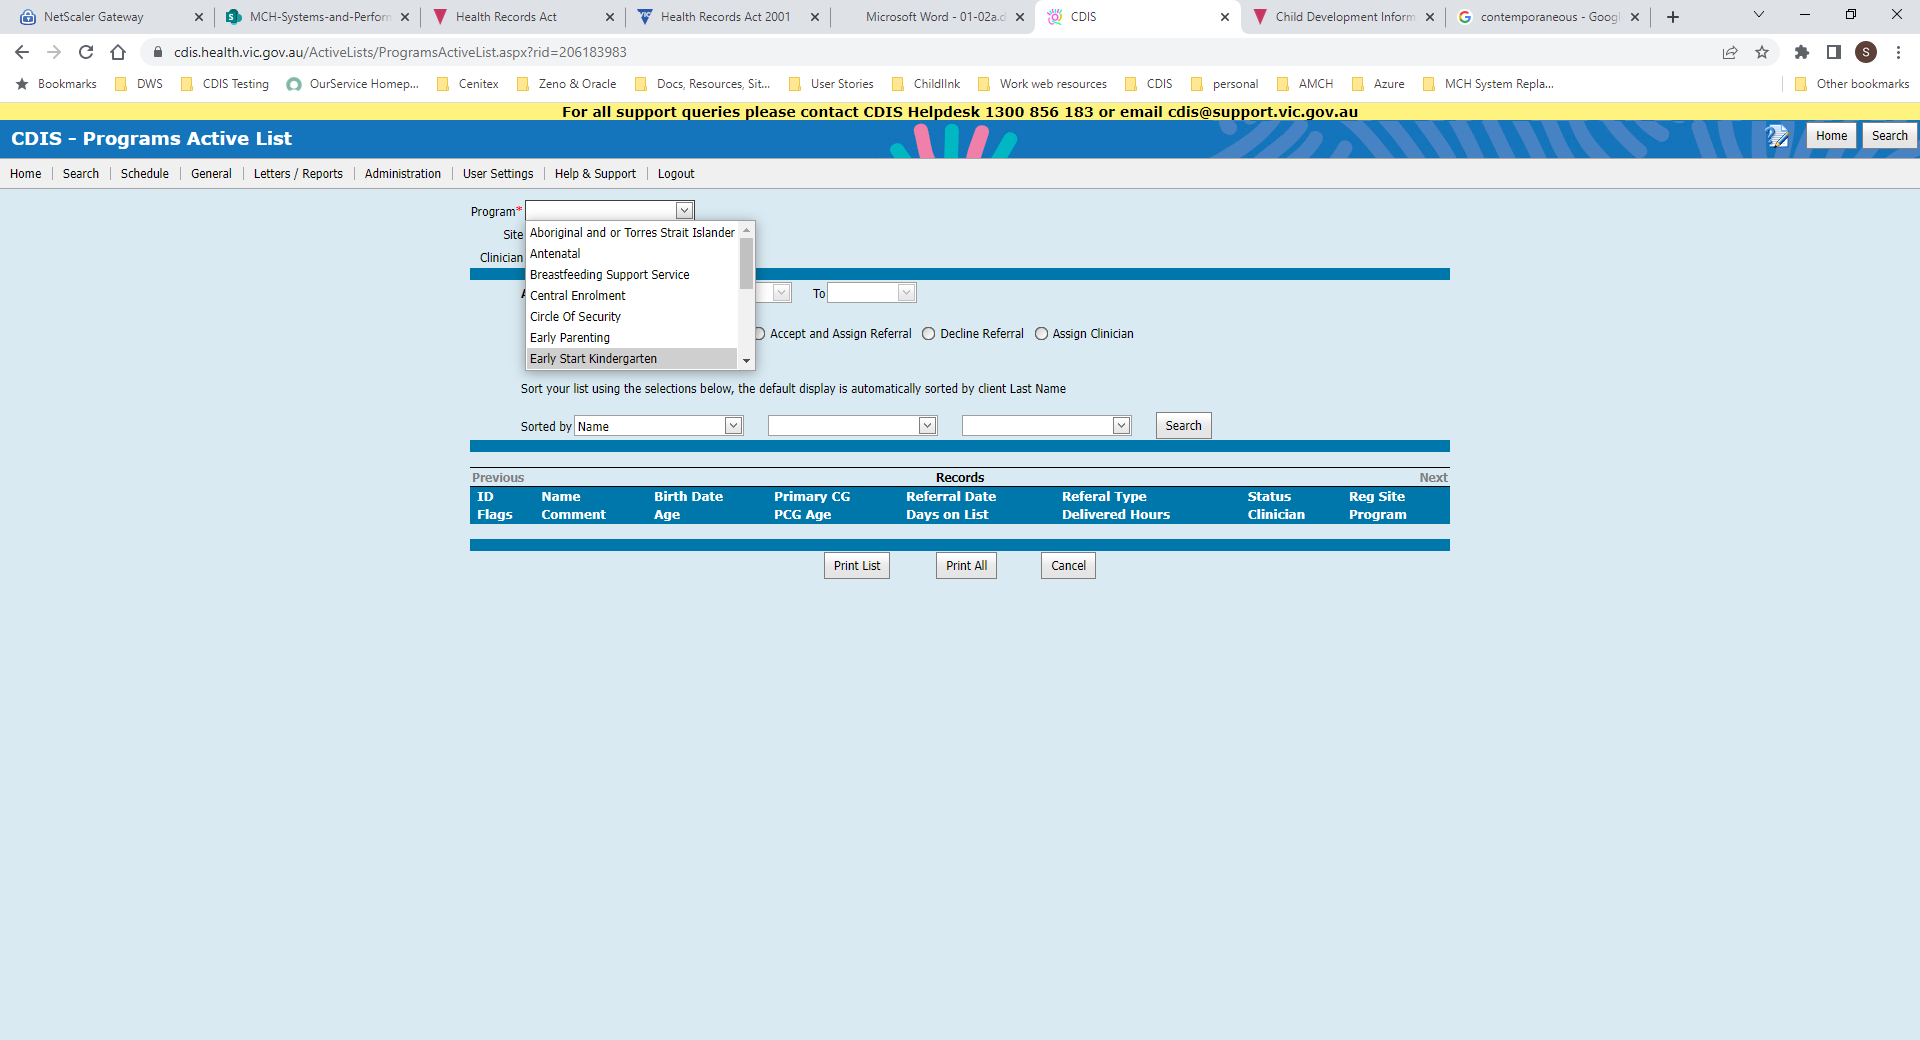 NetScaler Gateway
MCH-Systems-and-Perforn
Health Records Act
Health Records Act 2001
Microsoft Word - 01-02a.d
CDIS
Child Development Inform
contemporaneous - Goog
cdis.health.vic.gov.au/ActiveLists/ProgramsActiveList.aspx?rid=206183983
S
Bookmarks
DWS
CDIS Testing
OurService Homep...
Cenitex
Zeno & Oracle
Docs, Resources, Sit...
User Stories
ChildlInk
Work web resources
CDIS
personal
AMCH
Azure
MCH System Repla...
Other bookmarks
For all support queries please contact CDIS Helpdesk 1300 856 183 or email cdis@support.vic.gov.au
CDIS - Programs Active List
Home
Search
Home
Search
Schedule
General
Letters / Reports
Administration
User Settings
Help & Support
Logout
Program*
Site
Clinician
Aboriginal and or Torres Strait Islander
Antenatal
Breastfeeding Support Service
Central Enrolment
Circle Of Security
Early Parenting
Early Start Kindergarten
To
Accept and Assign Referral
Decline Referral
Assign Clinician
Sort your list using the selections below, the default display is automatically sorted by client Last Name
Sorted by
Name
Search
Previous
Records
Next
ID Name Birth Date Primary CG Referral Date Referal Type Status Reg Site
Flags Comment Age PCG Age Days on List Delivered Hours Clinician Program
Print List
Print All
Cancel